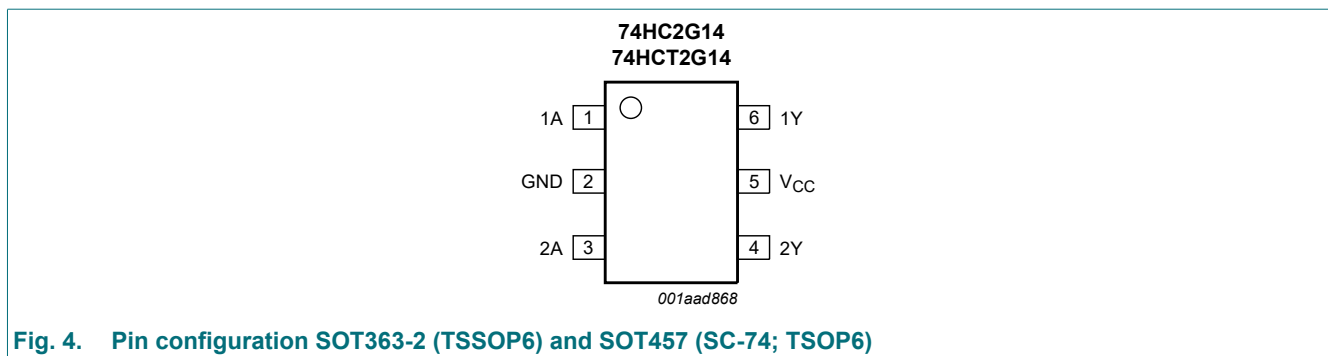 74HC2G14
74HCT2G14
1A 1 6 1Y
GND 2 5 VCC
2A 3 4 2Y
001aad868
Fig. 4. Pin configuration SOT363-2 (TSSOP6) and SOT457 (SC-74; TSOP6)